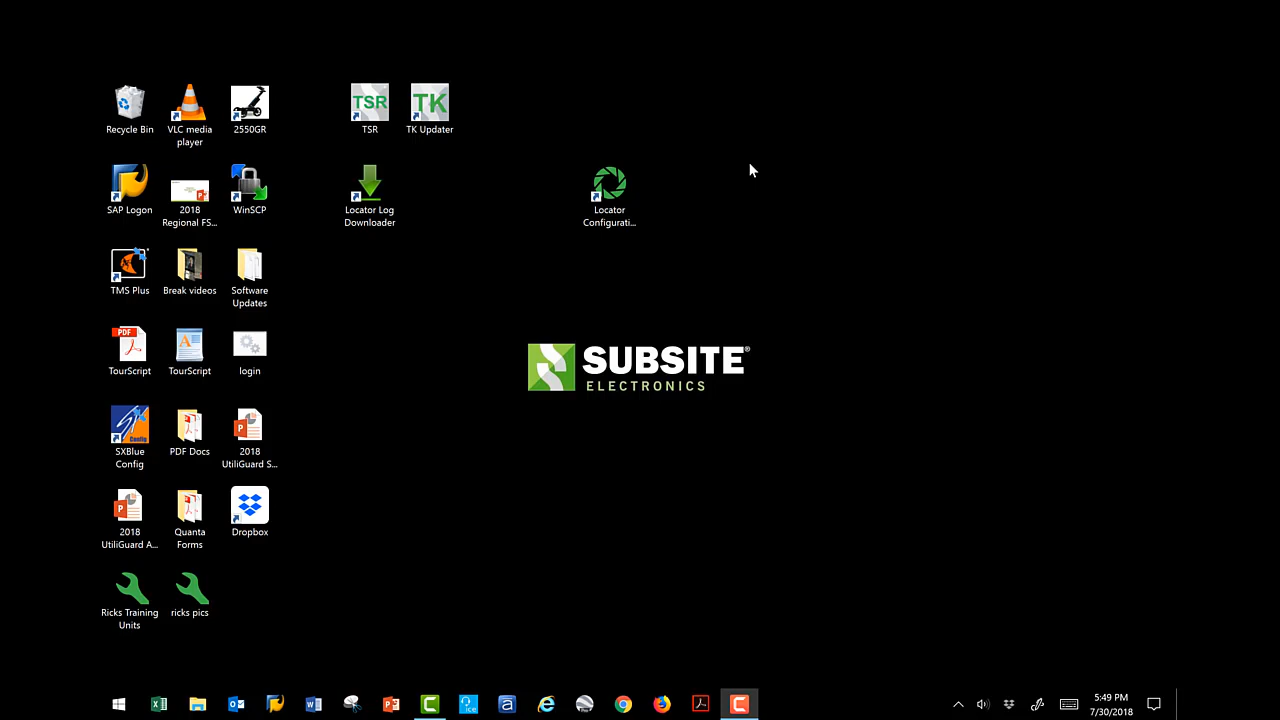 Recycle Bin
VLC media
player
2550GR
TSR
TSR
TK
TK Updater
SAP Logon
2018
Regional FS...
WinSCP
Locator Log
Downloader
Locator
Configurati...
TMS Plus
Break videos
Software
Updates
SUBSITE®
ELECTRONICS
PDF
TourScript
A
TourScript
login
Config
SXBlue
Config
PDF Docs
2018
UtiliGuard S...
2018
UtiliGuard A...
Quanta
Forms
Dropbox
Ricks Training
Units
ricks pics
ice
5:49 PM
7/30/2018